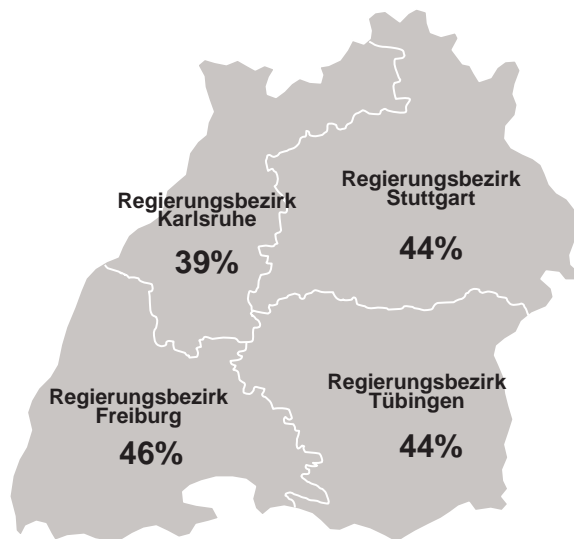 Regierungsbezirk
Stuttgart
44%
Regierungsbezirk
Karlsruhe
39%
Regierungsbezirk
Tübingen
44%
Regierungsbezirk
Freiburg
46%